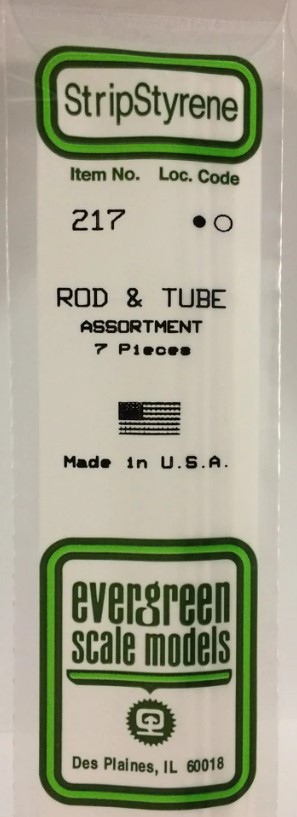 StripStyrene
Item No. Loc. Code
217 ●○
ROD & TUBE
ASSORTMENT
7 Pieces
Made in U.S.A.
evergreen
scale models
Des Plaines, IL 60018